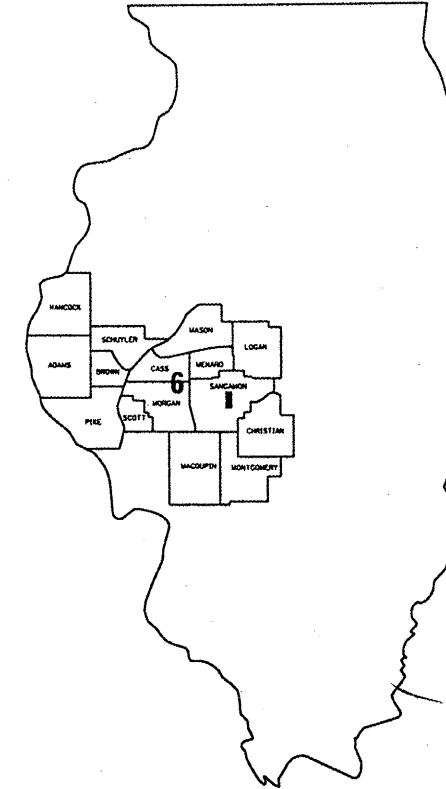 HANCOCK
MASON
SCHUYLER
LOGAN
ADAMS
BROWN
CASS
MENARD
6
SANGAMON
MORGAN
PIKE
SCOTT
CHRISTIAN
MACOUPIN
MONTGOMERY